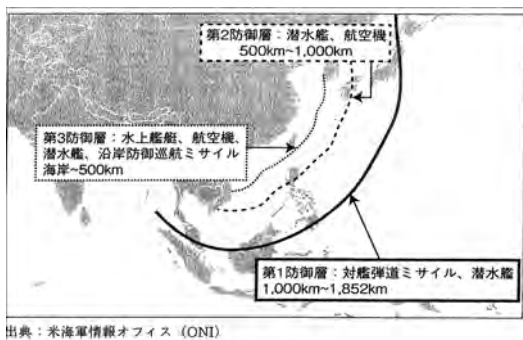 第2防御層：潜水艦、航空機
500km~1,000km
第3防御層：水上艦艇、航空機、
潜水艦、沿岸防御巡航ミサイル
海岸~500km
第1防御層：対艦弾道ミサイル、潜水艦
1,000km~1,852km
出典：米海軍情報オフィス（ONI）